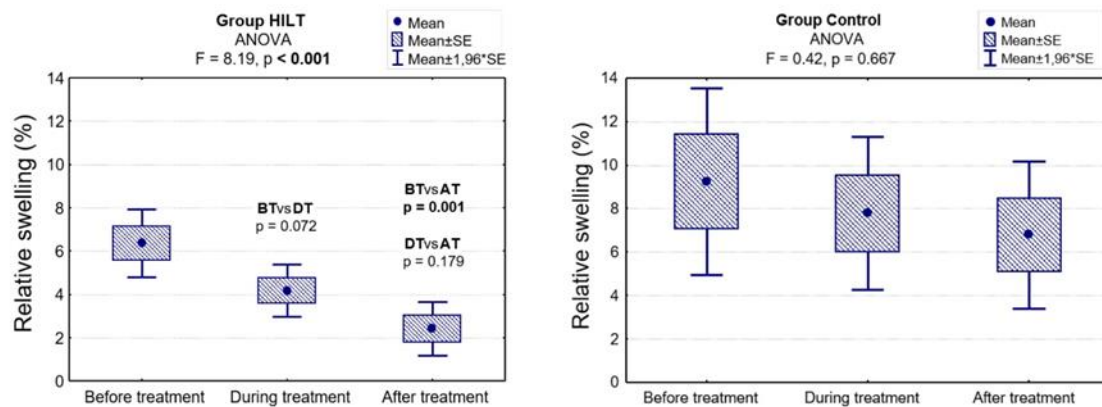 Group HILT
ANOVA
F = 8.19, p < 0.001
Mean
Mean±SE
Mean±1,96*SE
Relative swelling (%)
14
12
10
8
6
4
2
0
BTvsDT
p = 0.072
BTvsAT
p = 0.001
DTvsAT
p = 0.179
Before treatment
During treatment
After treatment
Group Control
ANOVA
F = 0.42, p = 0.667
Mean
Mean±SE
Mean±1,96*SE
Relative swelling (%)
14
12
10
8
6
4
2
0
Before treatment
During treatment
After treatment